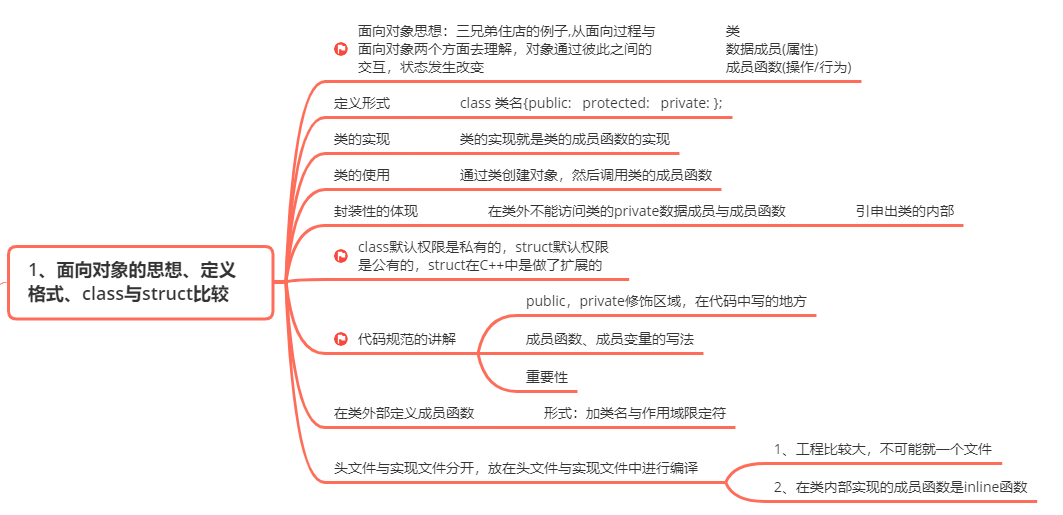 1、面向对象的思想、定义
格式、class与struct比较
面向对象思想：三兄弟住店的例子,从面向过程与
面向对象两个方面去理解，对象通过彼此之间的
交互，状态发生改变
类
数据成员(属性)
成员函数(操作/行为)
定义形式
class 类名{public:   protected:   private: };
类的实现
类的实现就是类的成员函数的实现
类的使用
通过类创建对象，然后调用类的成员函数
封装性的体现
在类外不能访问类的private数据成员与成员函数
引申出类的内部
class默认权限是私有的，struct默认权限
是公有的，struct在C++中是做了扩展的
代码规范的讲解
public，private修饰区域，在代码中写的地方
成员函数、成员变量的写法
重要性
在类外部定义成员函数
形式：加类名与作用域限定符
头文件与实现文件分开，放在头文件与实现文件中进行编译
1、工程比较大，不可能就一个文件
2、在类内部实现的成员函数是inline函数